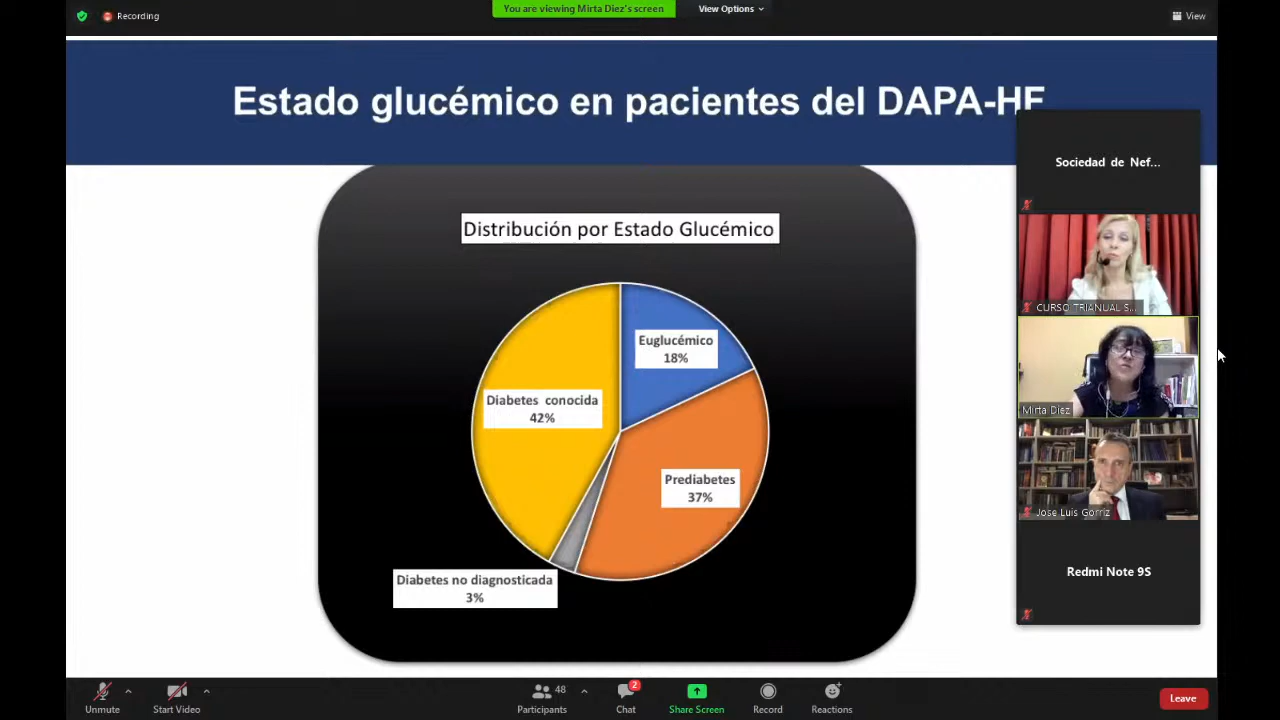 Recording
You are viewing Mirta Diez's screen
View Options
View
Estado glucémico en pacientes del DAPA-HF
Sociedad de Nef...
Distribución por Estado Glucémico
CURSO TRIANUAL S...
Euglucémico
18%
Mirta Diez
Diabetes conocida
42%
Prediabetes
37%
Jose Luis Gorriz
Diabetes no diagnosticada
3%
Redmi Note 9S
48
2
Unmute
Start Video
Participants
Chat
Share Screen
Record
Reactions
Leave